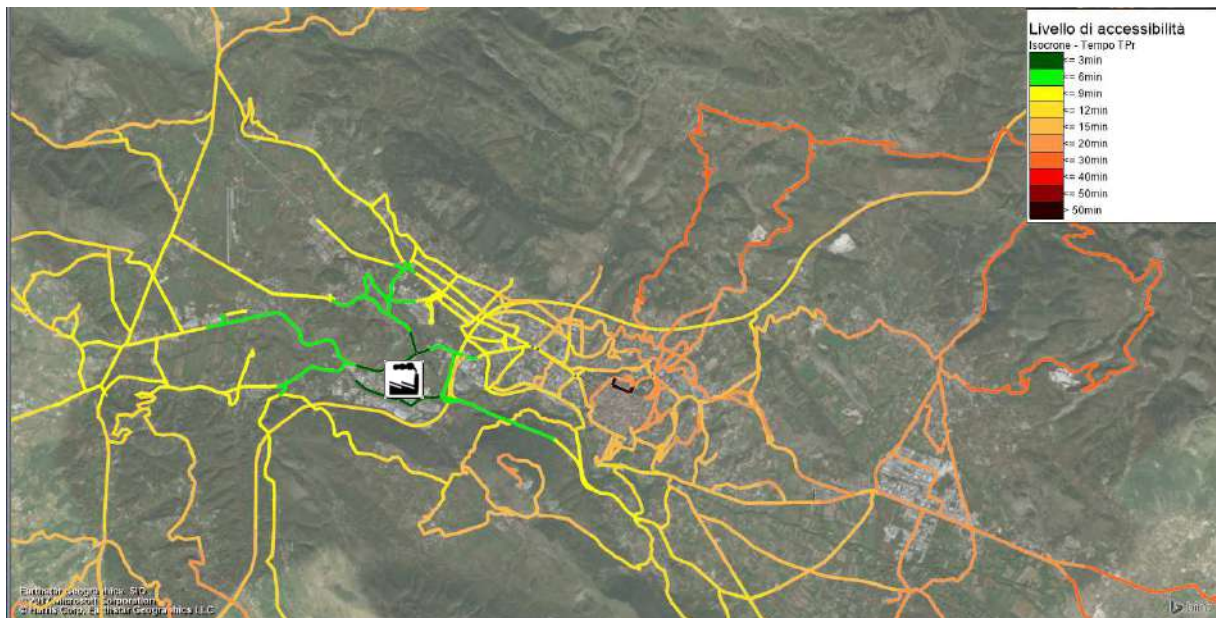 Livello di accessibilità
Isocrone - Tempo TPr
<= 3min
<= 6min
<= 9min
<= 12min
<= 15min
<= 20min
<= 30min
<= 40min
<= 50min
> 50min
Earthstar Geographics SIO
© 2017 Microsoft Corporation
© Harris Corp, Earthstar Geographics LLC
bing